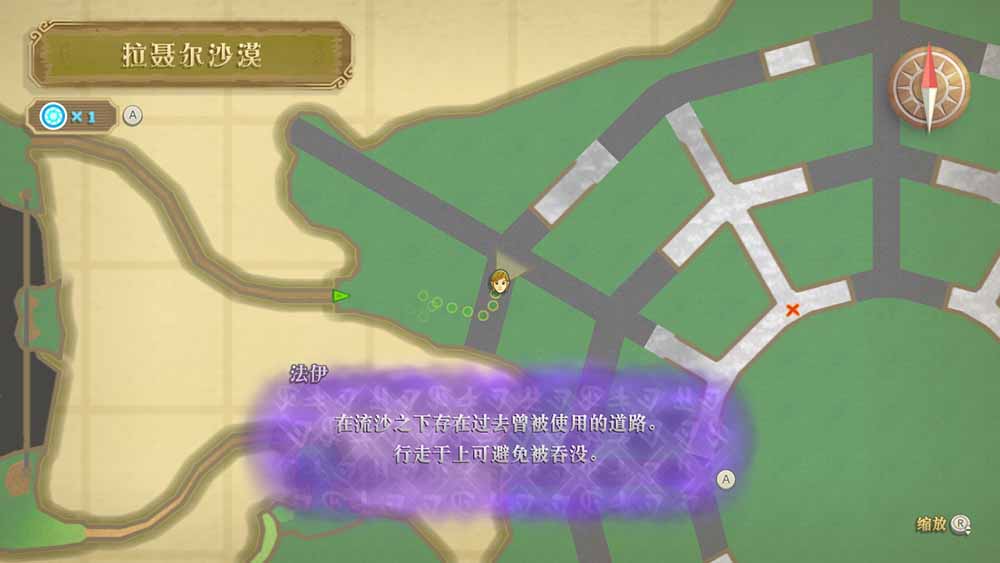 拉聂尔沙漠
× 1 A
法伊
在流沙之下存在过去曾被使用的道路。
行走于上可避免被吞没。
A
缩放 R